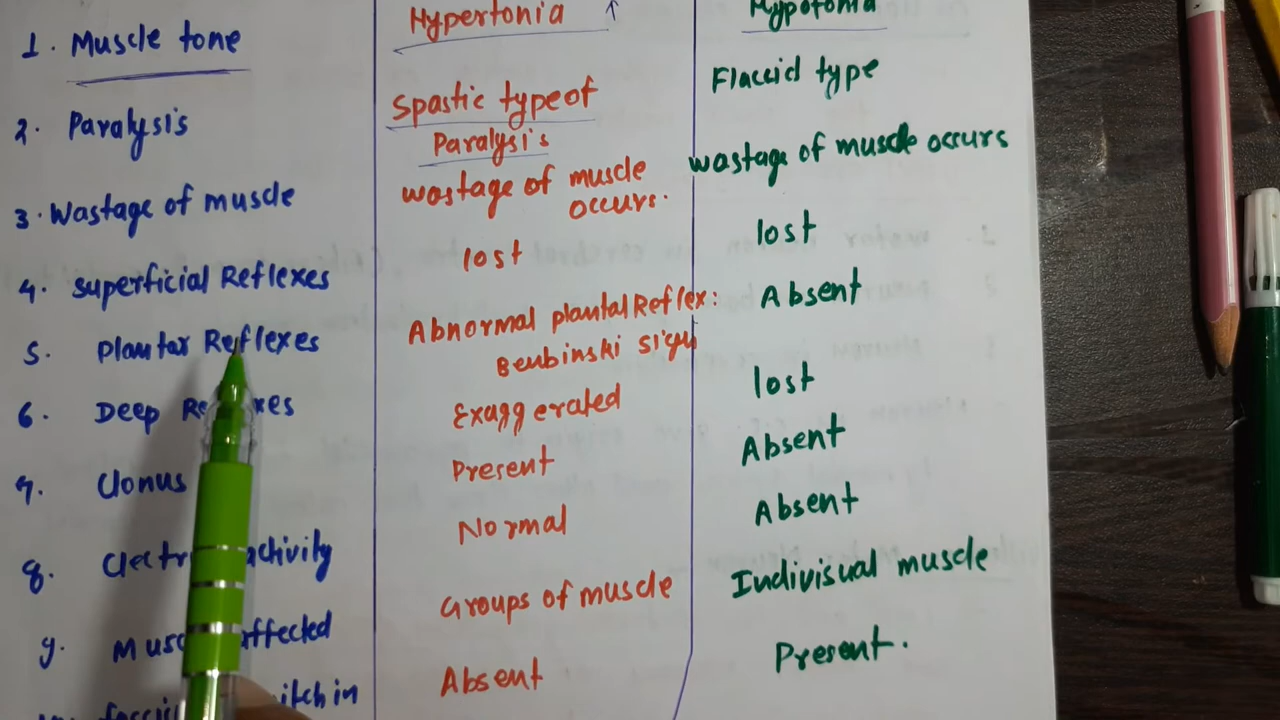 1. Muscle tone
Hypertonia ↑
Hypotonia
2. Paralysis
Spastic type of
Paralysis
Flaccid type
3. Wastage of muscle
wastage of muscle
occurs.
wastage of muscle occurs
4. Superficial Reflexes
lost
lost
5. Plantar Reflexes
Abnormal plantal Reflex:
Beubinski sign
Absent
6. Deep
Exaggerated
lost
7. Clonus
Present
Absent
8.
Normal
Absent
9. affected
Groups of muscle
Indivisual muscle
Absent
Present.